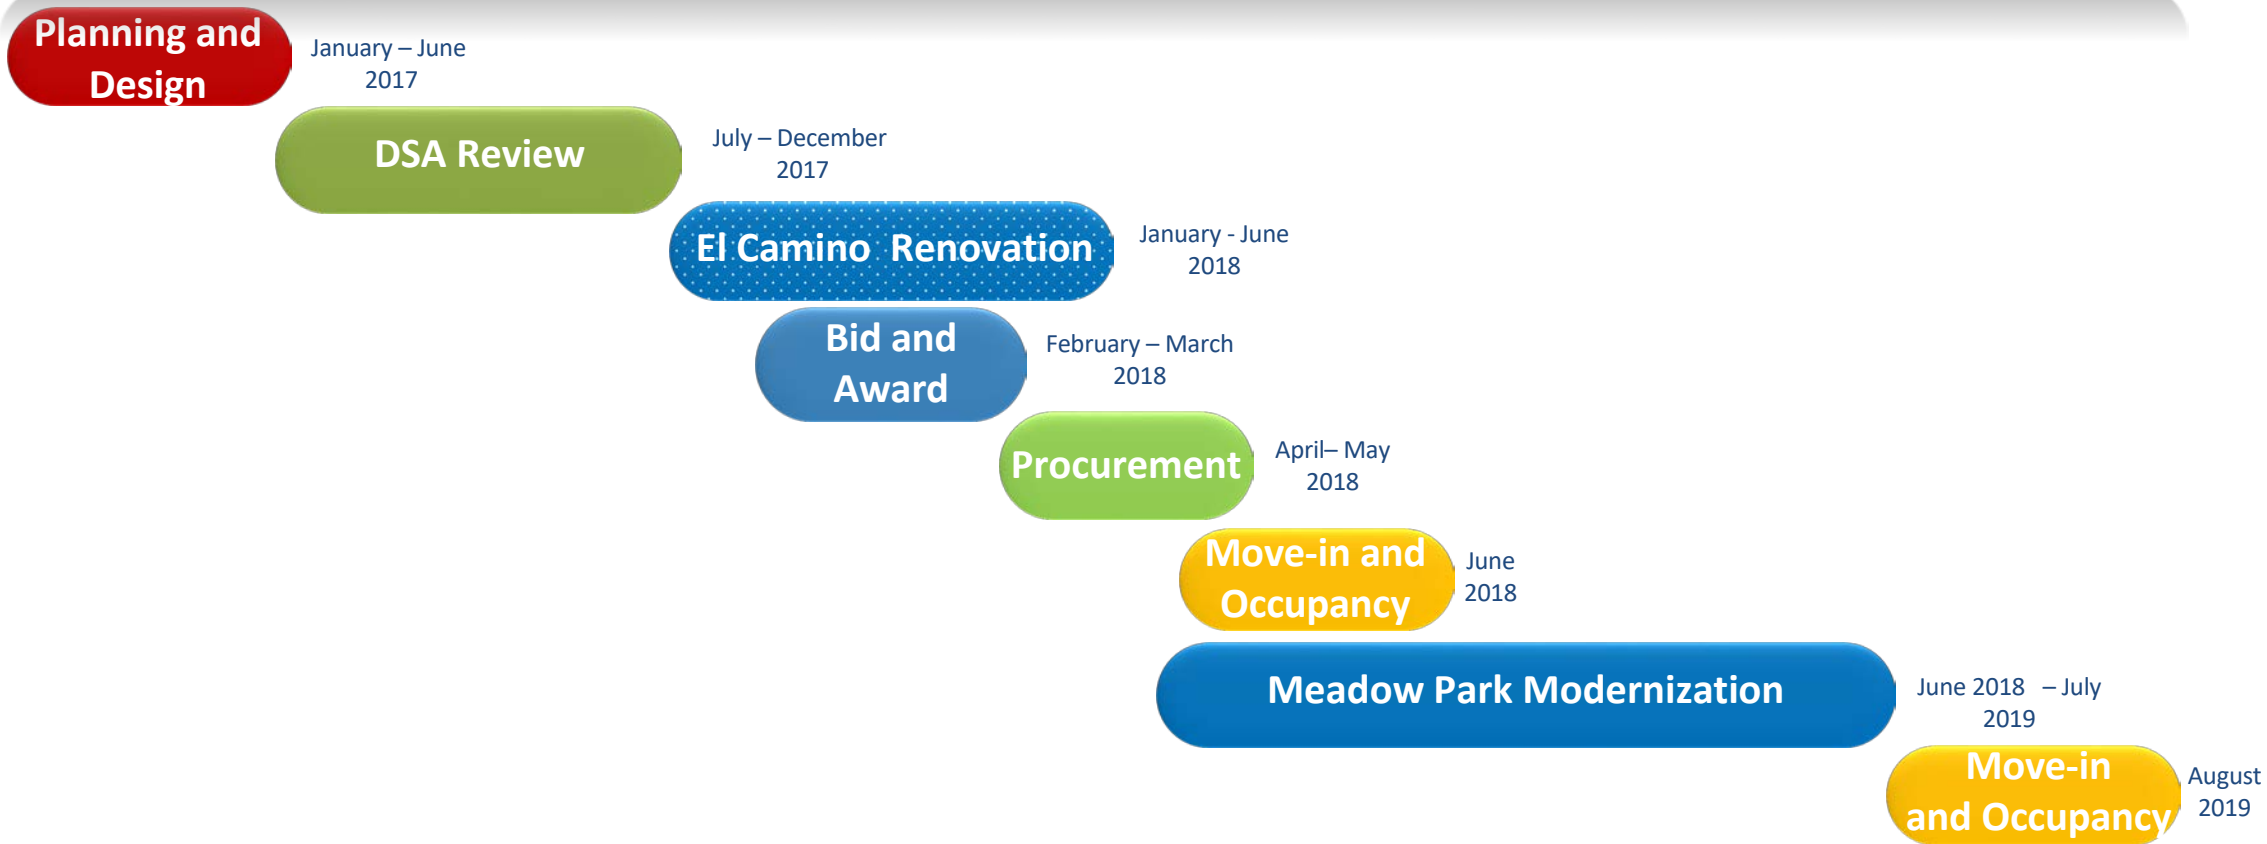 Planning and
Design
January – June
2017
DSA Review
July – December
2017
El Camino  Renovation
January - June
2018
Bid and
Award
February – March
2018
Procurement
April– May
2018
Move-in and
Occupancy
June
2018
Meadow Park Modernization
June 2018   – July
2019
Move-in
and Occupancy
August
2019